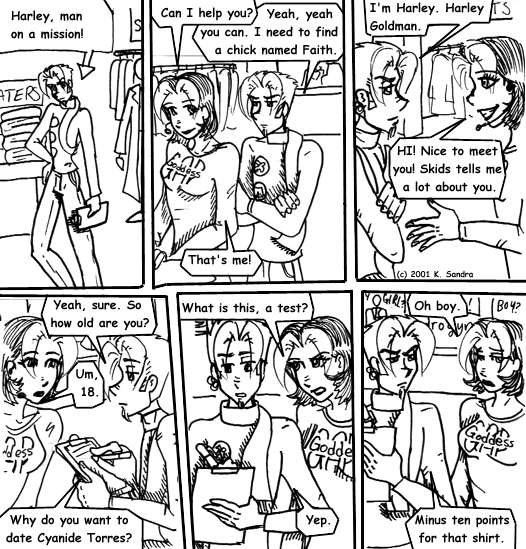 Harley, man
on a mission!
ATERS
S
Can I help you?
Yeah, yeah
you can. I need to find
a chick named Faith.
Goddess
That's me!
I'm Harley. Harley
Goldman.
TS
HI! Nice to meet
you! Skids tells me
a lot about you.
(c) 2001 K. Sandra
Yeah, sure. So
how old are you?
Um,
18.
ddess
Why do you want to
date Cyanide Torres?
What is this, a test?
Goddess
Yep.
GIRL?
Oh boy.
BOY?
Goddess
Minus ten points
for that shirt.